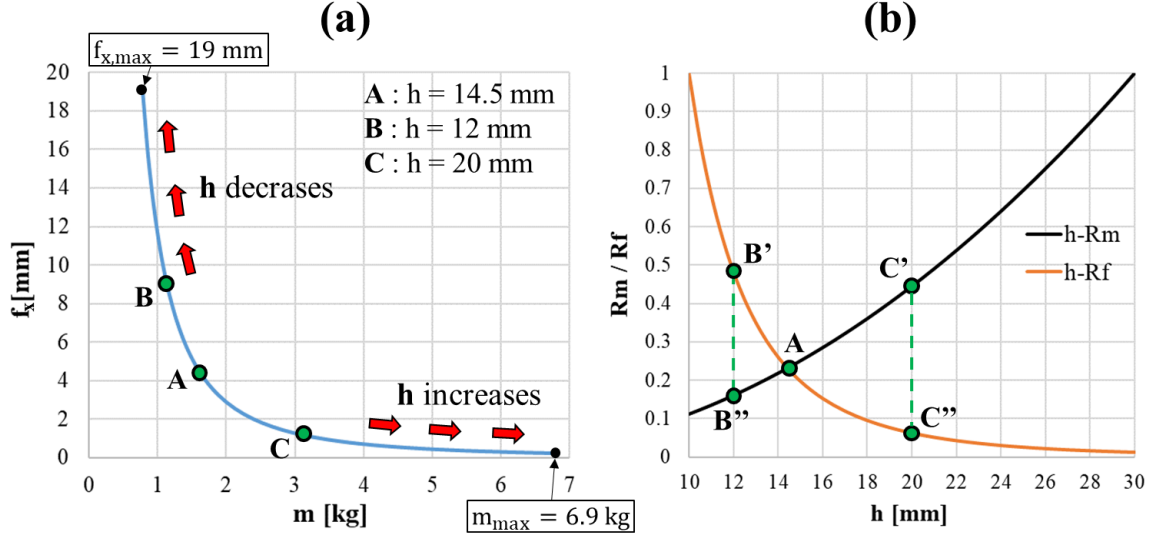 (a)
f_x,max = 19 mm
20
18
16
14
12
10
8
6
4
2
0
f_x[mm]
A : h = 14.5 mm
B : h = 12 mm
C : h = 20 mm
h decrases
B
A
C
h increases
0 1 2 3 4 5 6 7
m [kg]
m_max = 6.9 kg
(b)
1
0.9
0.8
0.7
0.6
0.5
0.4
0.3
0.2
0.1
0
Rm / Rf
h-Rm
h-Rf
B’
C’
A
B”
C”
10 12 14 16 18 20 22 24 26 28 30
h [mm]